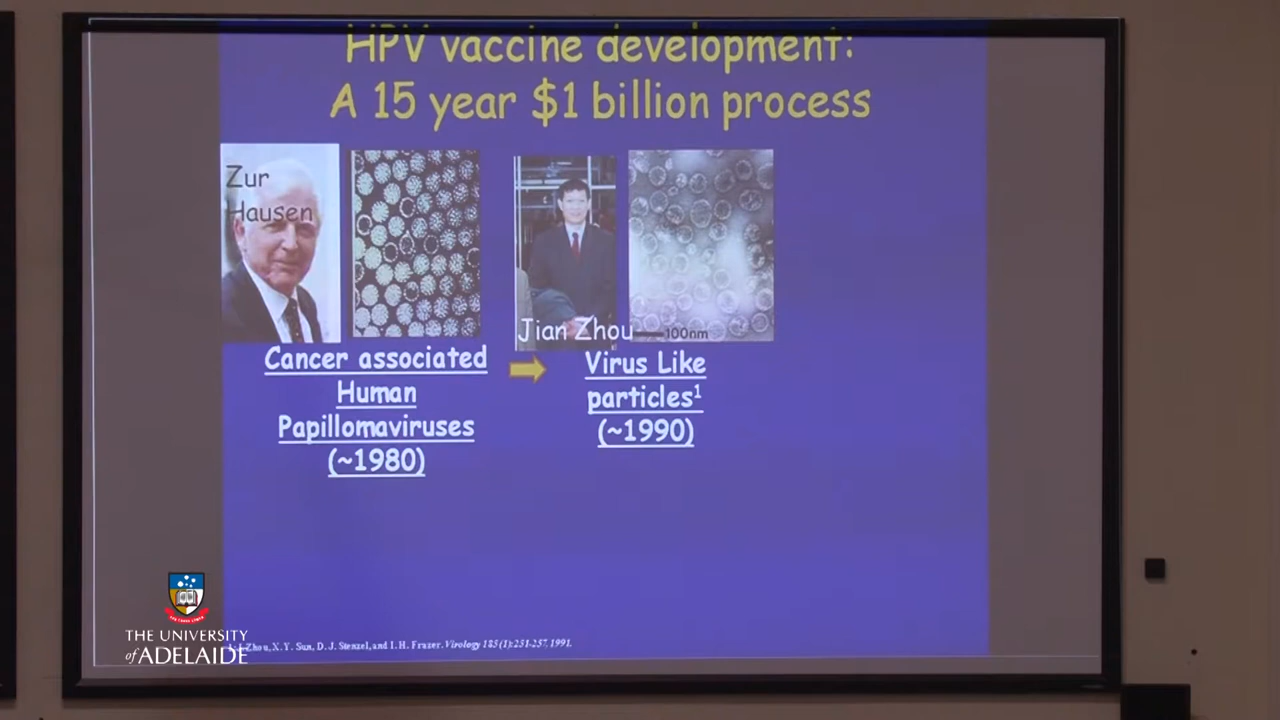 HPV vaccine development:
A 15 year $1 billion process
Zur
Hausen
Jian Zhou
100nm
Cancer associated
Human
Papillomaviruses
(~1980)
Virus Like
particles¹
(~1990)
Zhou, X. Y. Sun, D. J. Stenzel, and I. H. Frazer. Virology 185 (1):251-257, 1991.
THE UNIVERSITY
of ADELAIDE